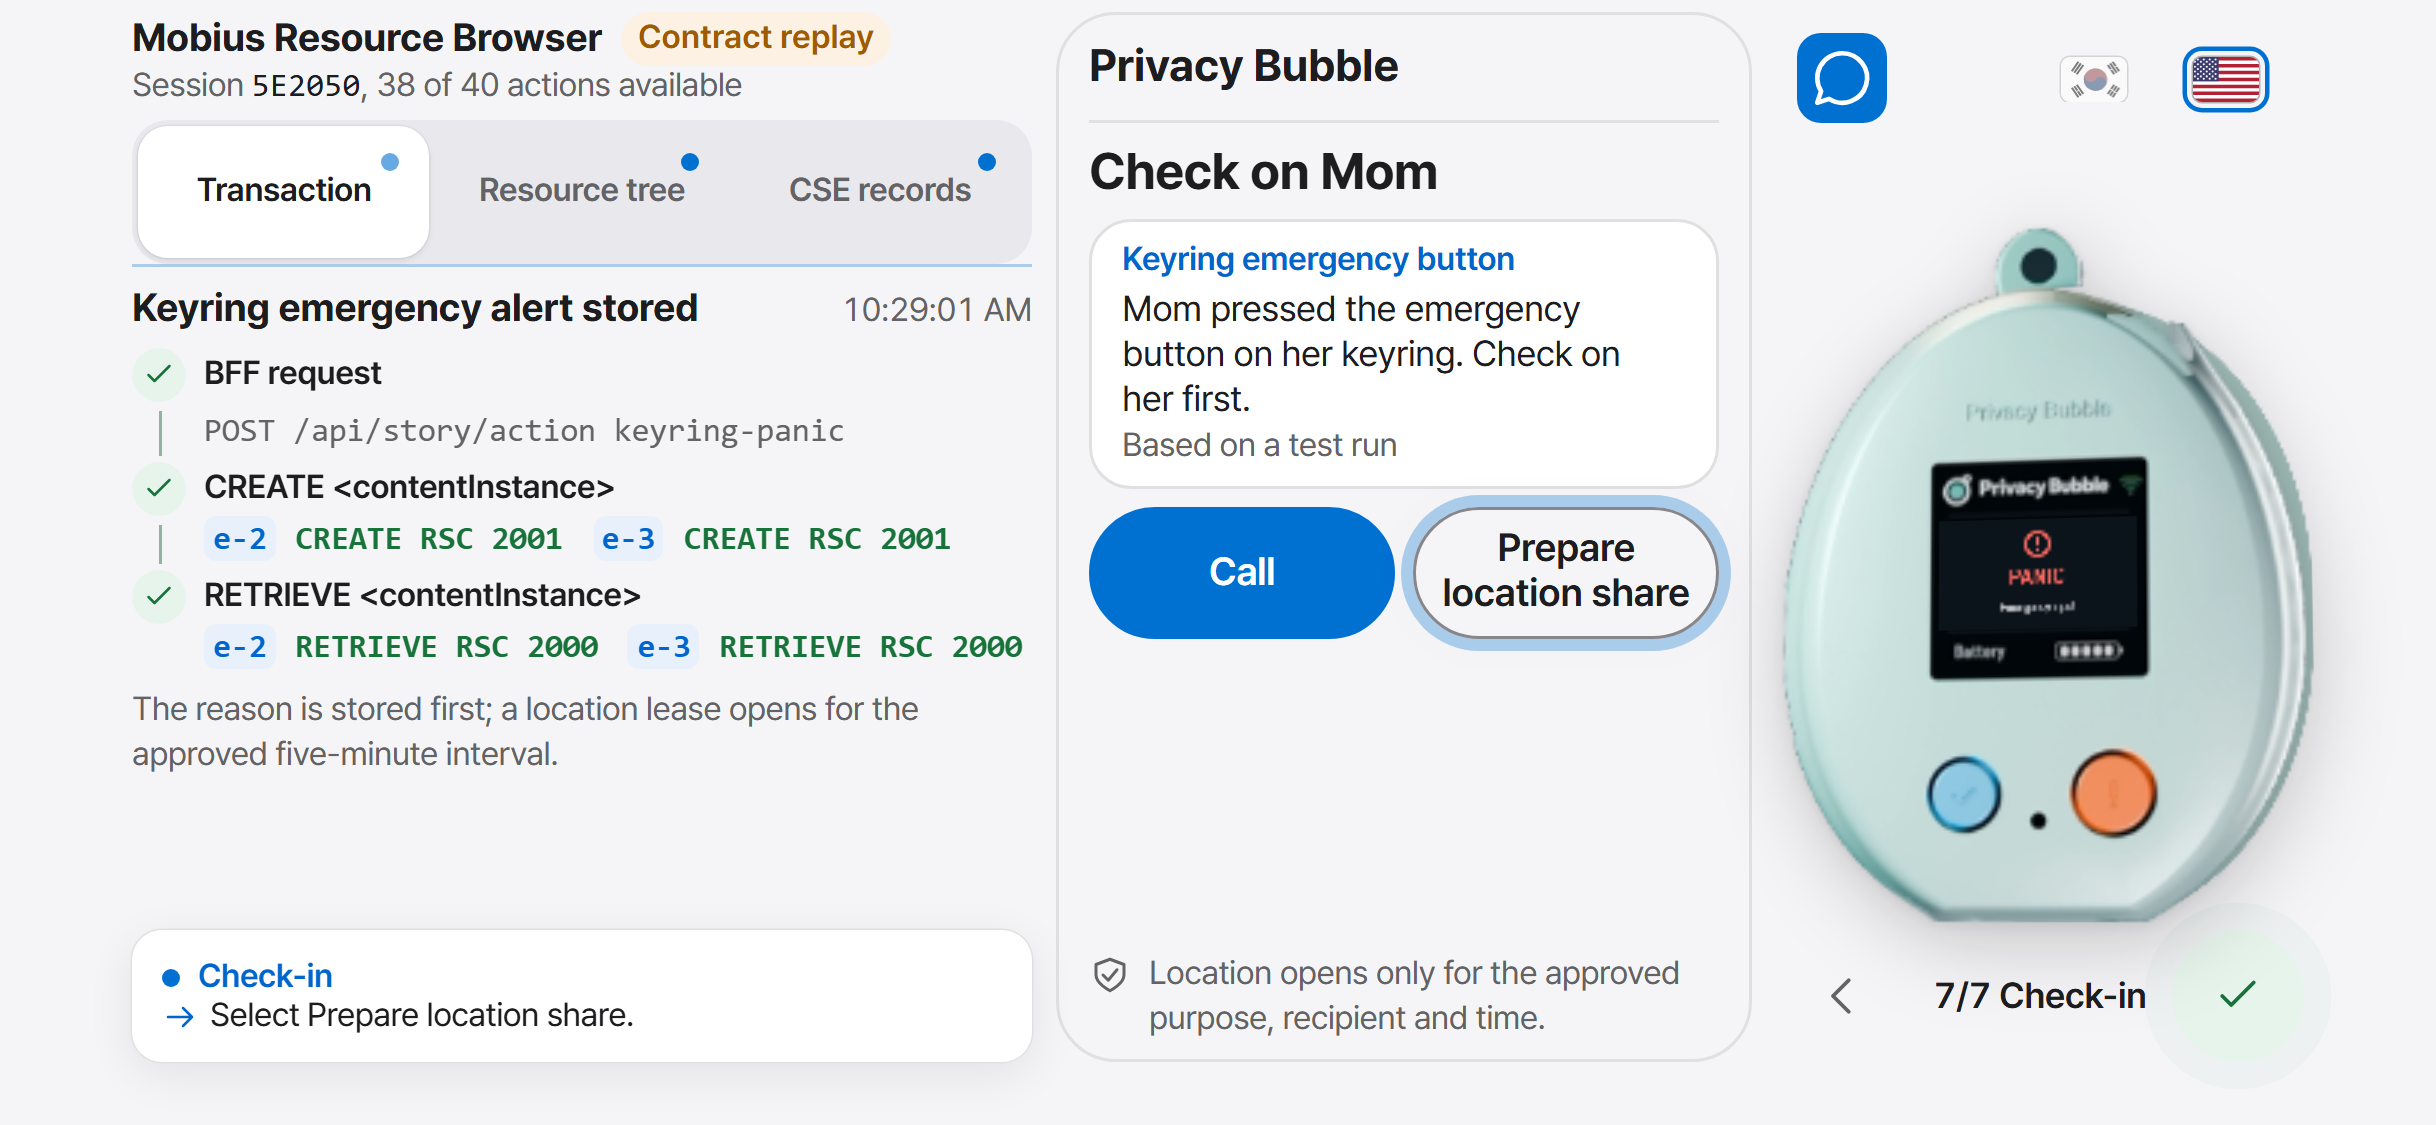 Mobius Resource Browser Contract replay
Session 5E2050, 38 of 40 actions available
Transaction Resource tree CSE records
Keyring emergency alert stored 10:29:01 AM
BFF request
POST /api/story/action keyring-panic
CREATE <contentInstance>
e-2 CREATE RSC 2001 e-3 CREATE RSC 2001
RETRIEVE <contentInstance>
e-2 RETRIEVE RSC 2000 e-3 RETRIEVE RSC 2000
The reason is stored first; a location lease opens for the
approved five-minute interval.
Check-in
→ Select Prepare location share.
Privacy Bubble
Check on Mom
Keyring emergency button
Mom pressed the emergency
button on her keyring. Check on
her first.
Based on a test run
Call
Prepare
location share
Location opens only for the approved
purpose, recipient and time.
Privacy Bubble
Privacy Bubble
PANIC
Battery
7/7 Check-in